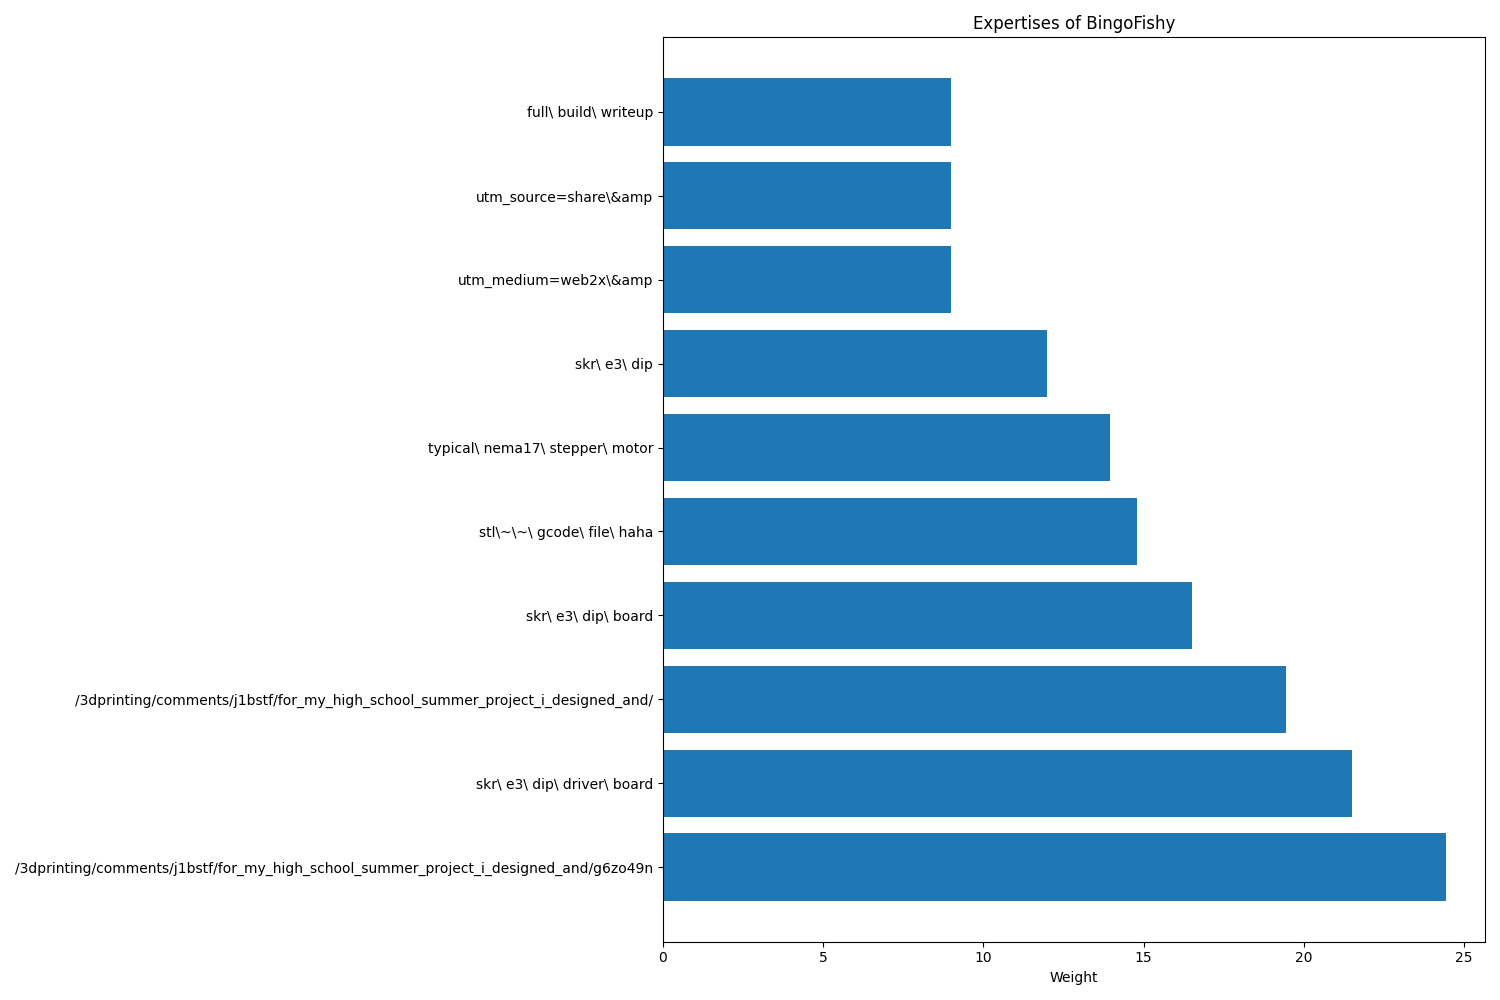 Expertises of BingoFishy
full\ build\ writeup
utm_source=share\&amp
utm_medium=web2x\&amp
skr\ e3\ dip
typical\ nema17\ stepper\ motor
stl\~\~\ gcode\ file\ haha
skr\ e3\ dip\ board
/3dprinting/comments/j1bstf/for_my_high_school_summer_project_i_designed_and/
skr\ e3\ dip\ driver\ board
/3dprinting/comments/j1bstf/for_my_high_school_summer_project_i_designed_and/g6zo49n
0 5 10 15 20 25
Weight